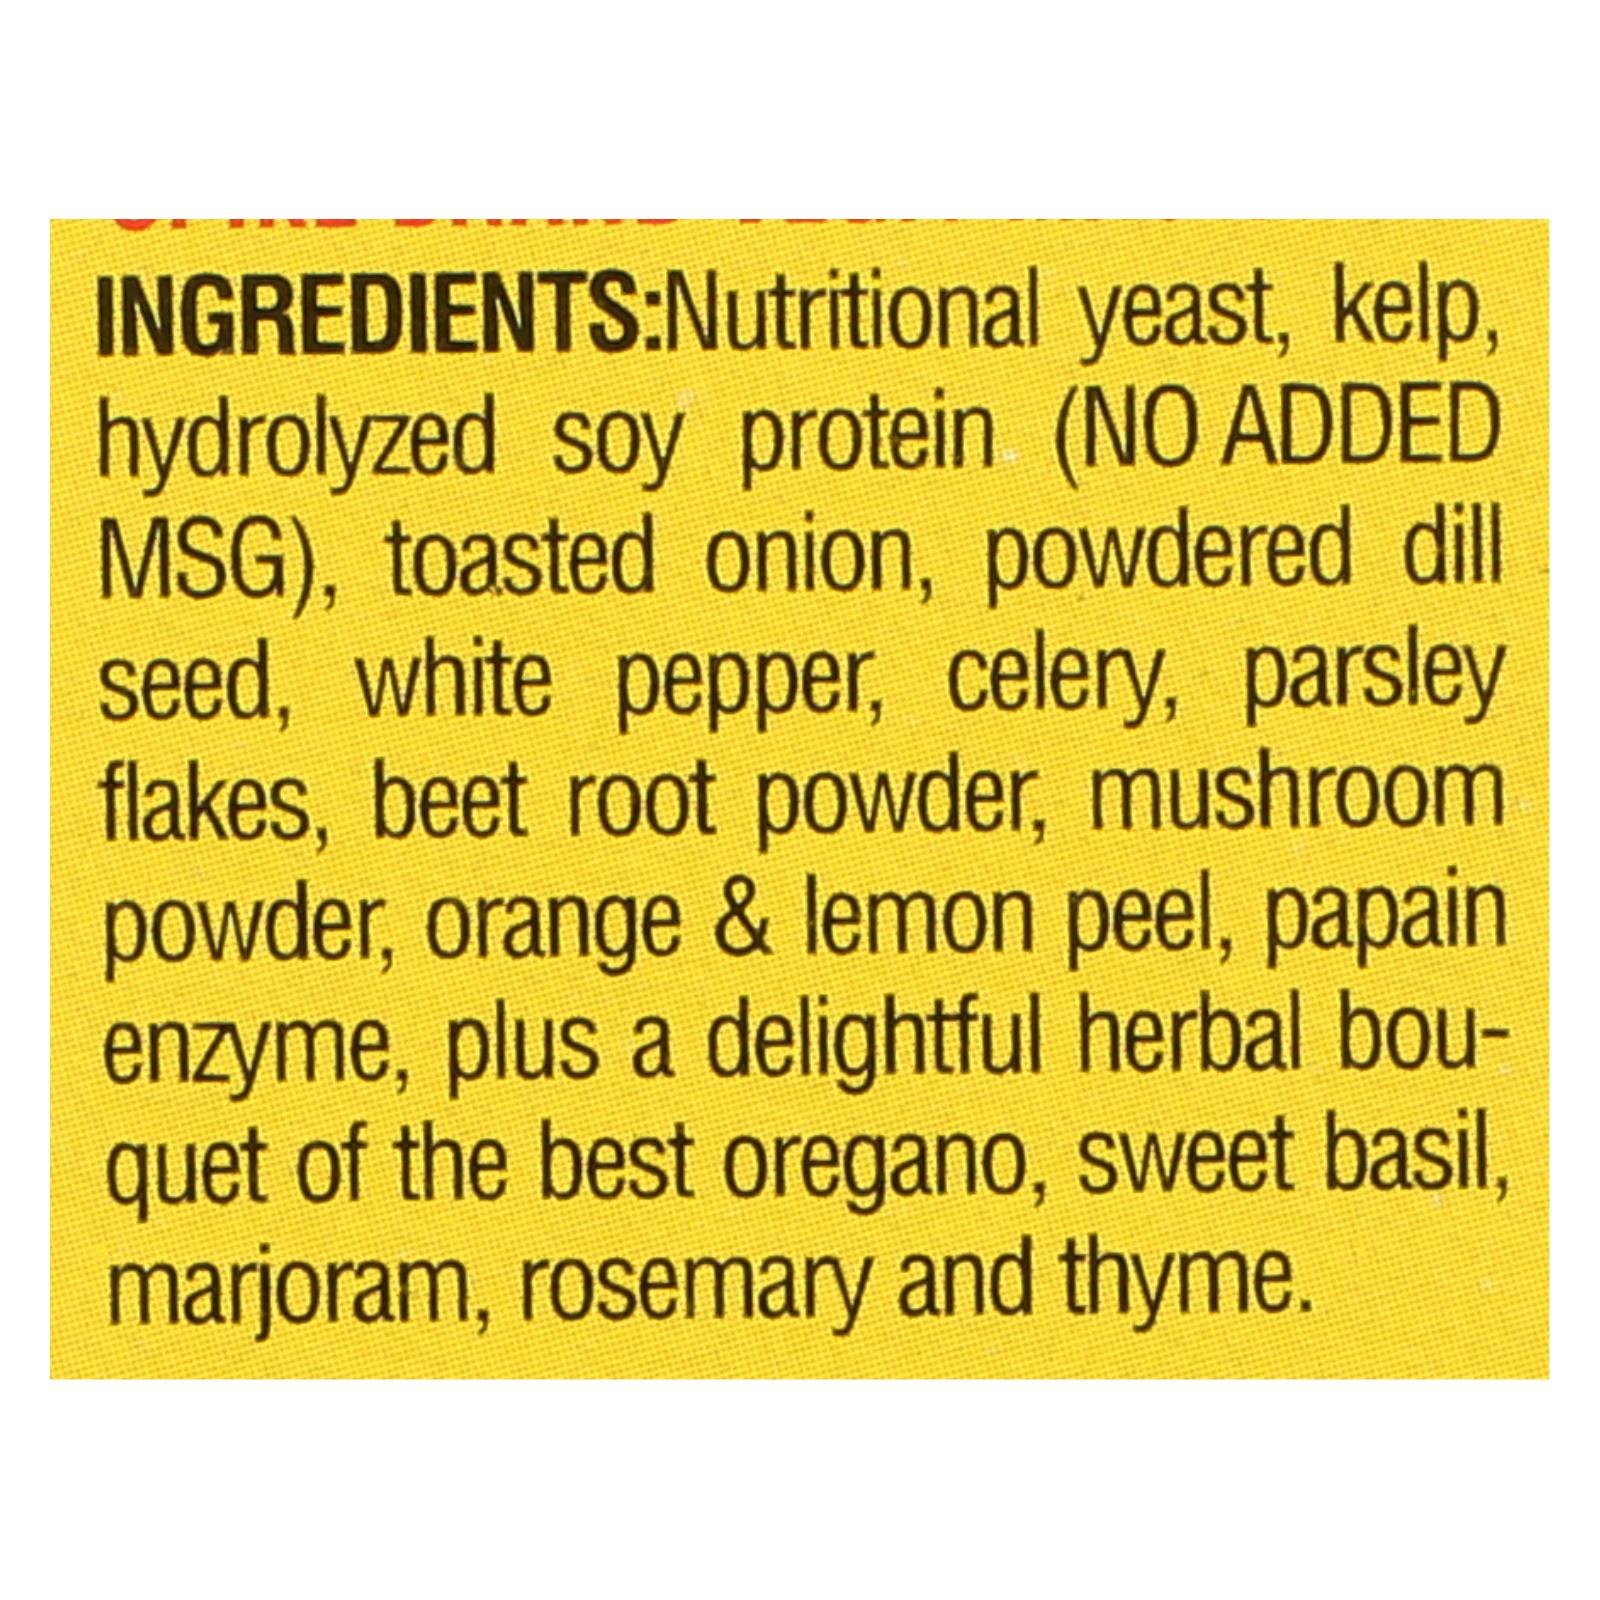 INGREDIENTS:Nutritional yeast, kelp,
hydrolyzed soy protein (NO ADDED
MSG), toasted onion, powdered dill
seed, white pepper, celery, parsley
flakes, beet root powder, mushroom
powder, orange & lemon peel, papain
enzyme, plus a delightful herbal bou-
quet of the best oregano, sweet basil,
marjoram, rosemary and thyme.